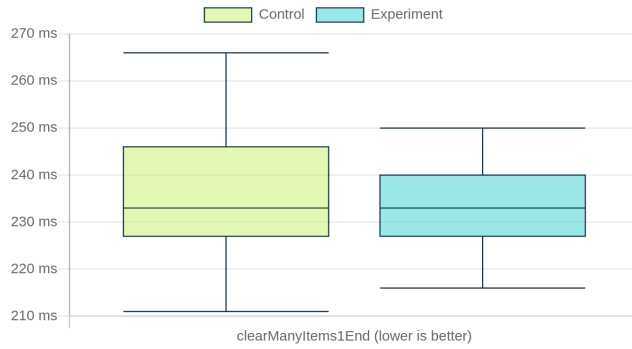 Control Experiment
270 ms
260 ms
250 ms
240 ms
230 ms
220 ms
210 ms
clearManyItems1End (lower is better)